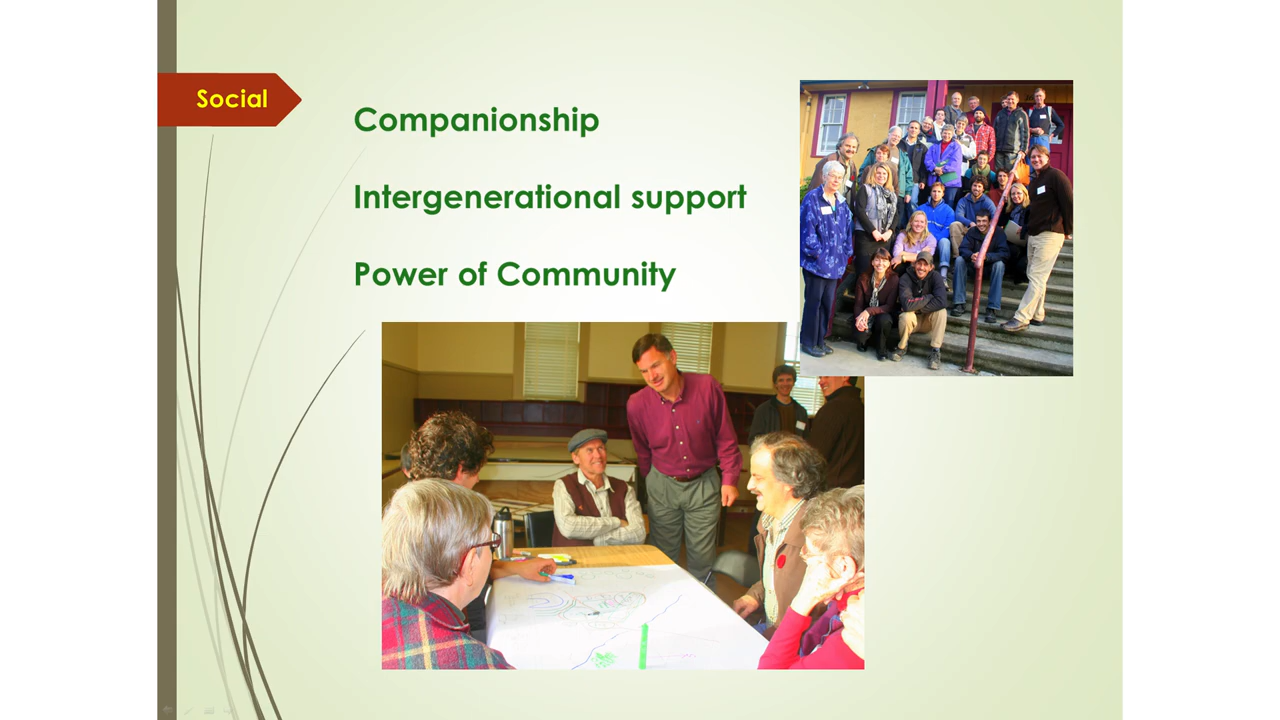 Social
Companionship
Intergenerational support
Power of Community